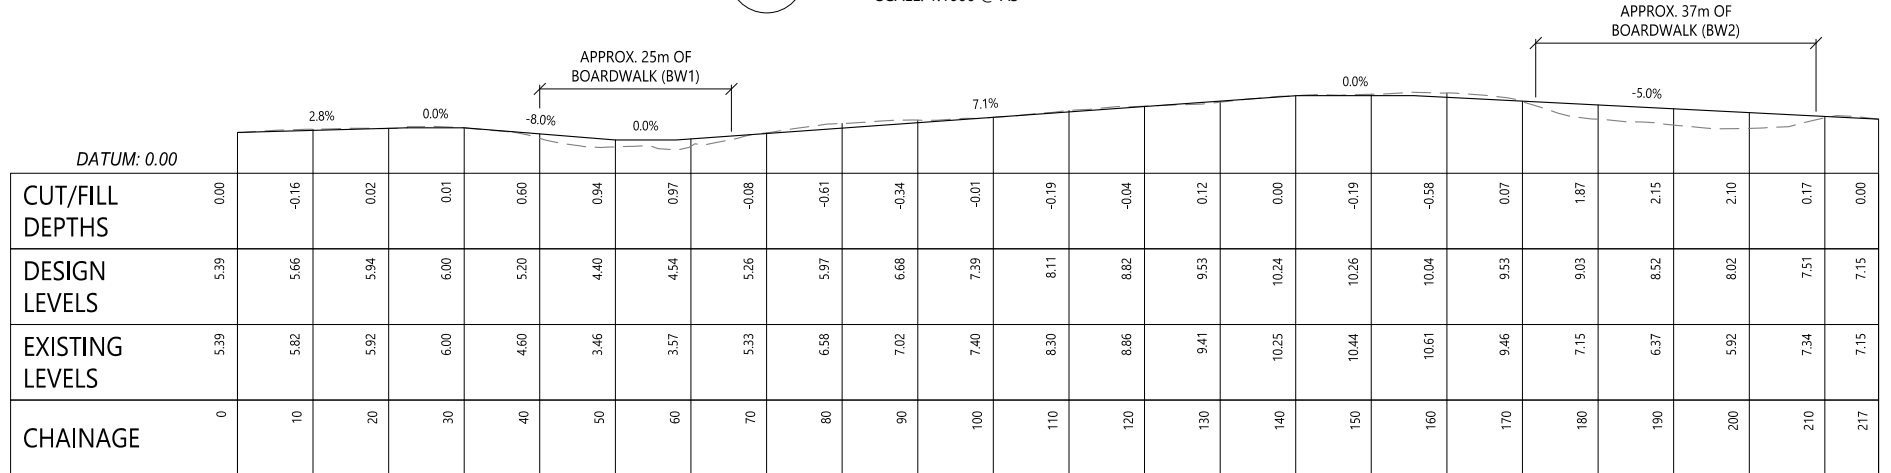 APPROX. 37m OF
BOARDWALK (BW2)
APPROX. 25m OF
BOARDWALK (BW1)
2.8%
0.0%
-8.0%
0.0%
7.1%
0.0%
-5.0%
DATUM: 0.00
CUT/FILL
DEPTHS
0.00 -0.16 0.02 0.01 0.60 0.94 0.97 -0.08 -0.61 -0.34 -0.01 -0.19 -0.04 0.12 0.00 -0.19 -0.58 0.07 1.87 2.15 2.10 0.17 0.00
DESIGN
LEVELS
5.39 5.66 5.94 6.00 5.20 4.40 4.54 5.26 5.97 6.68 7.39 8.11 8.82 9.53 10.24 10.26 10.04 9.53 9.03 8.52 8.02 7.51 7.15
EXISTING
LEVELS
5.39 5.82 5.92 6.00 4.60 3.46 3.57 5.33 6.58 7.02 7.40 8.30 8.86 9.41 10.25 10.44 10.61 9.46 7.15 6.37 5.92 7.34 7.15
CHAINAGE
0 10 20 30 40 50 60 70 80 90 100 110 120 130 140 150 160 170 180 190 200 210 217